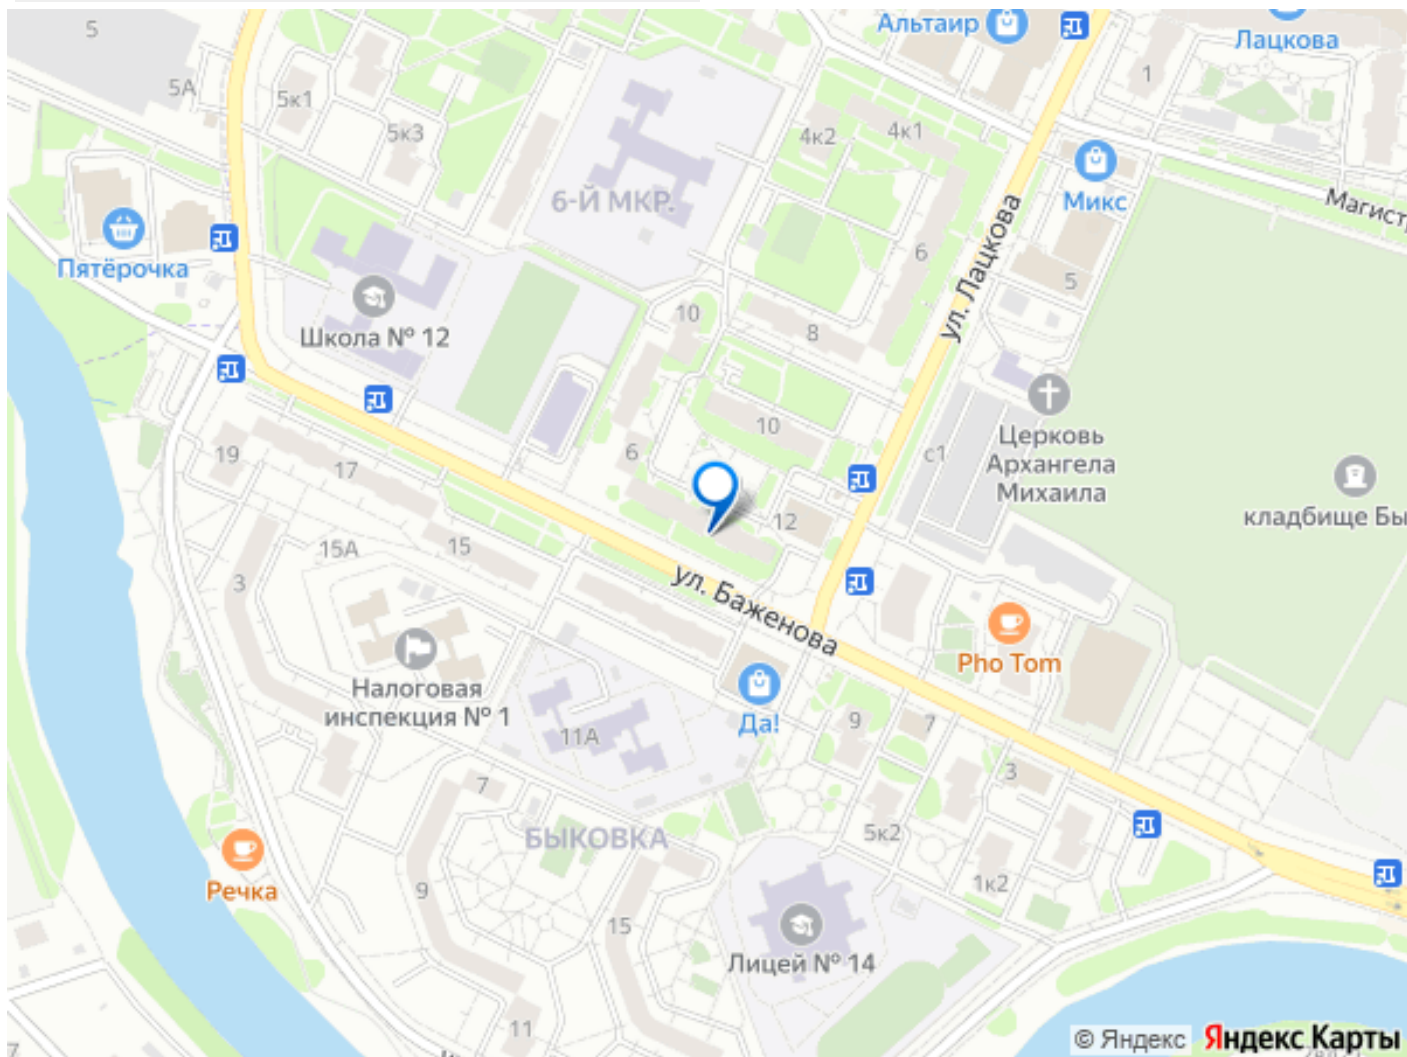 5
Альтаир
Лацкова
1
5А
5к1
5к3
4к2
4к1
6-Й МКР.
Микс
Магист
Пятёрочка
6
ул. Лацкова
5
Школа № 12
10
8
10
Церковь
Архангела
Михаила
с1
19
17
6
12
кладбище Бы
15А
15
3
ул. Баженова
Pho Tom
Налоговая
инспекция № 1
11А
Да!
9
7
3
7
БЫКОВКА
5к2
Речка
9
1к2
15
Лицей № 14
11
7
© Яндекс
Яндекс Карты